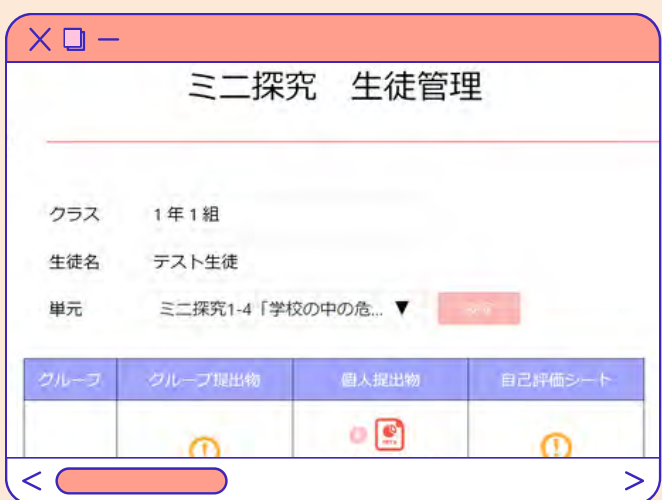 ミニ探究　生徒管理
クラス 1年1組
生徒名 テスト生徒
単元 ミニ探究1-4「学校の中の危... ▼
グループ グループ提出物 個人提出物 自己評価シート